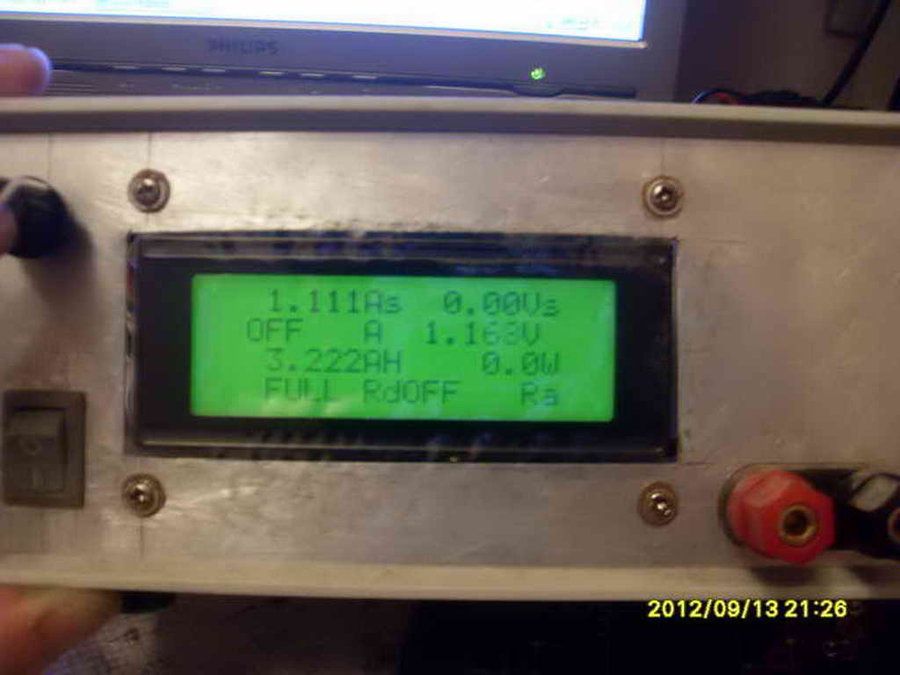 PHILIPS
1.111As 0.00Vs
OFF A 1.163V
3.222AH 0.0W
FULL RdOFF Ra
2012/09/13 21:26